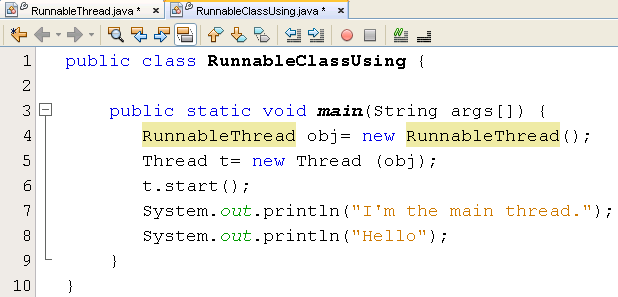 RunnableThread.java * × RunnableClassUsing.java * ×
1 public class RunnableClassUsing {
2
3 public static void main(String args[]) {
4 RunnableThread obj= new RunnableThread();
5 Thread t= new Thread (obj);
6 t.start();
7 System.out.println("I'm the main thread.");
8 System.out.println("Hello");
9 }
10 }